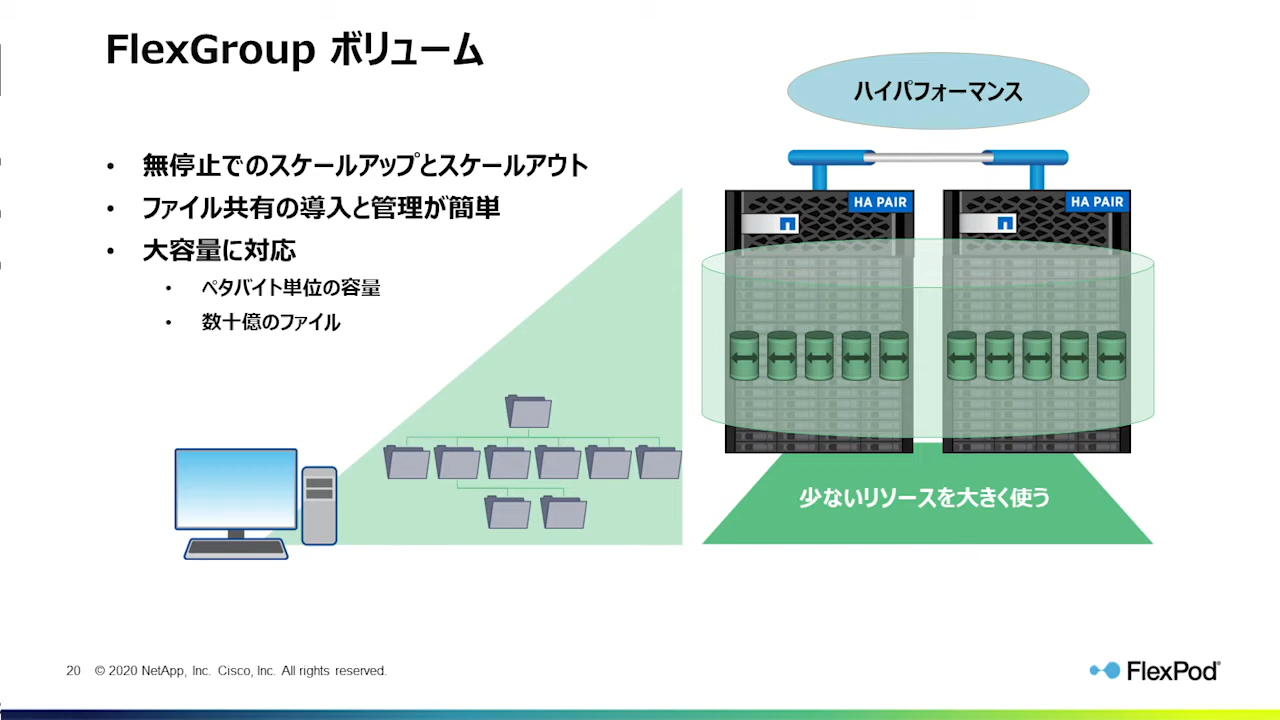 FlexGroup ボリューム
ハイパフォーマンス
• 無停止でのスケールアップとスケールアウト
• ファイル共有の導入と管理が簡単
• 大容量に対応
• ペタバイト単位の容量
• 数十億のファイル
HA PAIR
HA PAIR
少ないリソースを大きく使う
20 © 2020 NetApp, Inc. Cisco, Inc. All rights reserved.
FlexPod